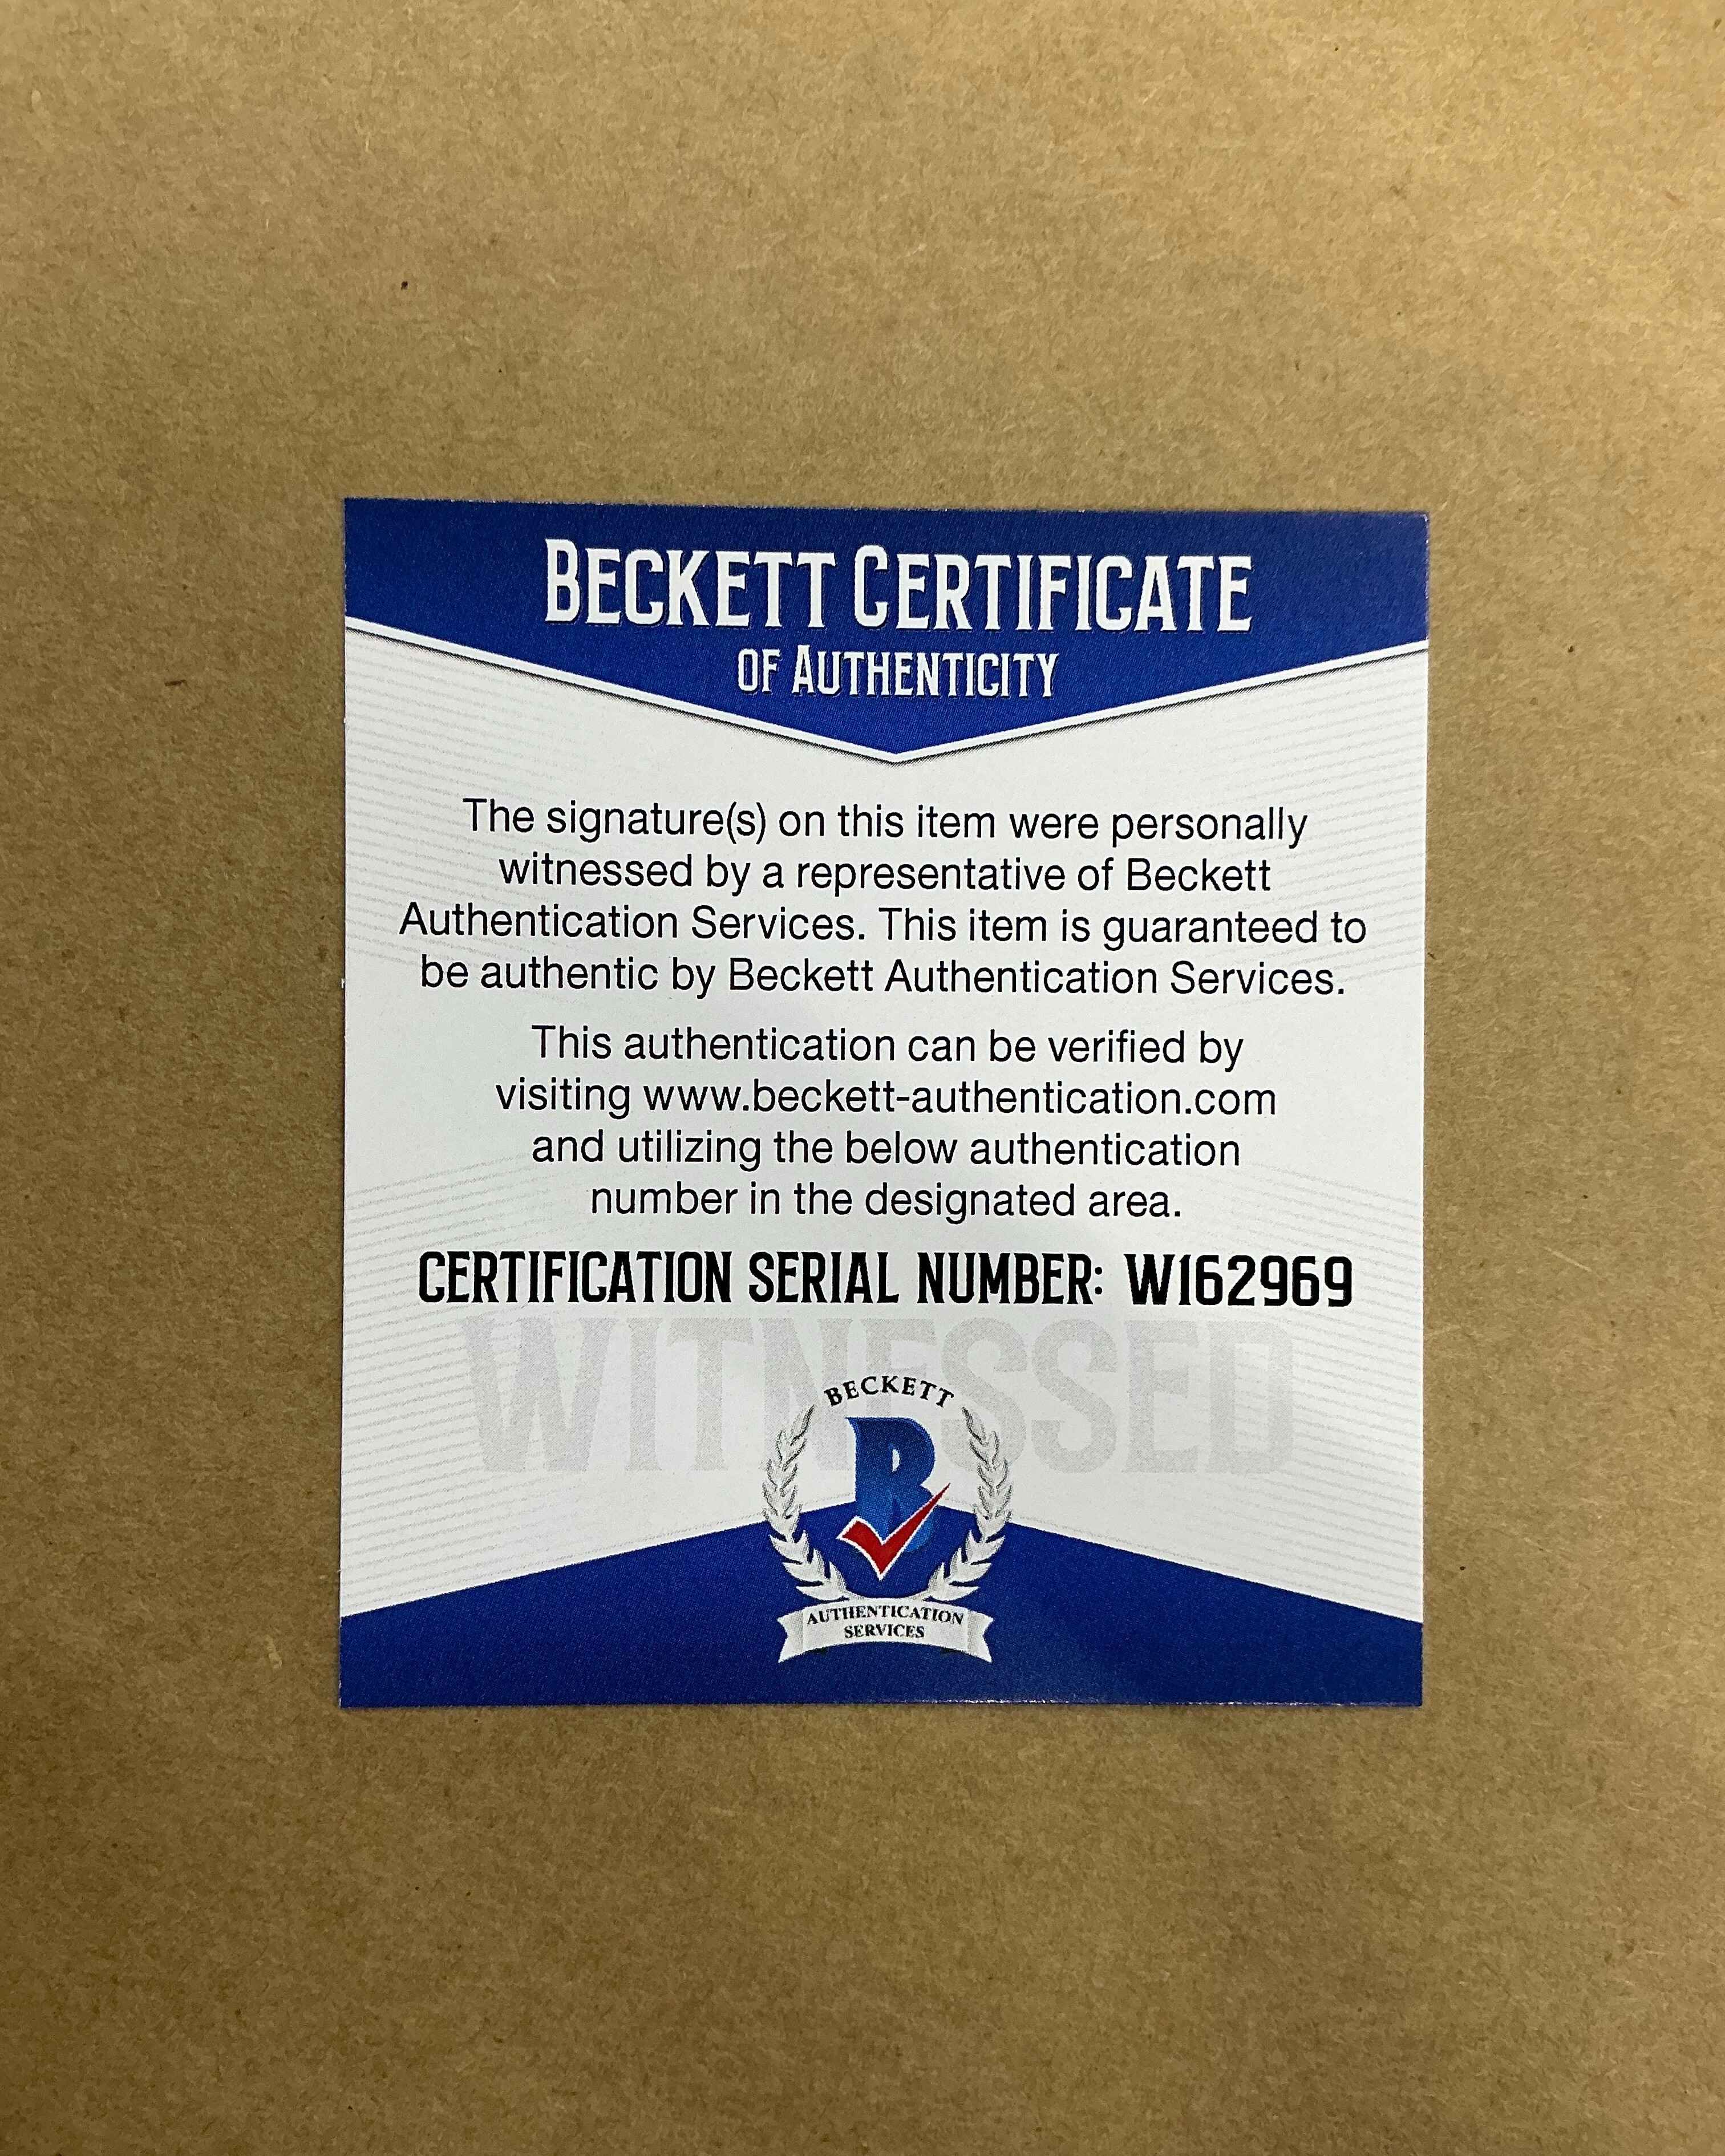 BECKETT CERTIFICATE
OF AUTHENTICITY
The signature(s) on this item were personally
witnessed by a representative of Beckett
Authentication Services. This item is guaranteed to
be authentic by Beckett Authentication Services.
This authentication can be verified by
visiting www.beckett-authentication.com
and utilizing the below authentication
number in the designated area.
CERTIFICATION SERIAL NUMBER: W162969
WITNESSED
BECKETT
B
AUTHENTICATION
SERVICES